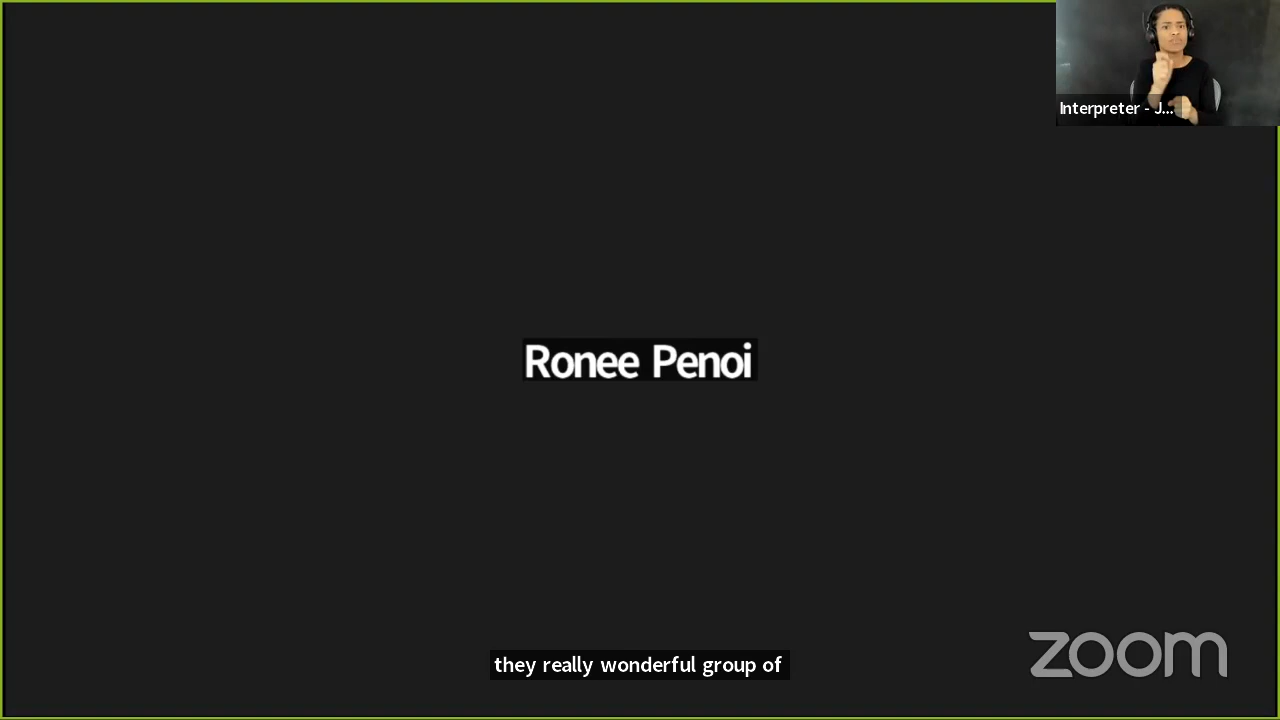 Interpreter - J...
Ronee Penoi
they really wonderful group of
zoom